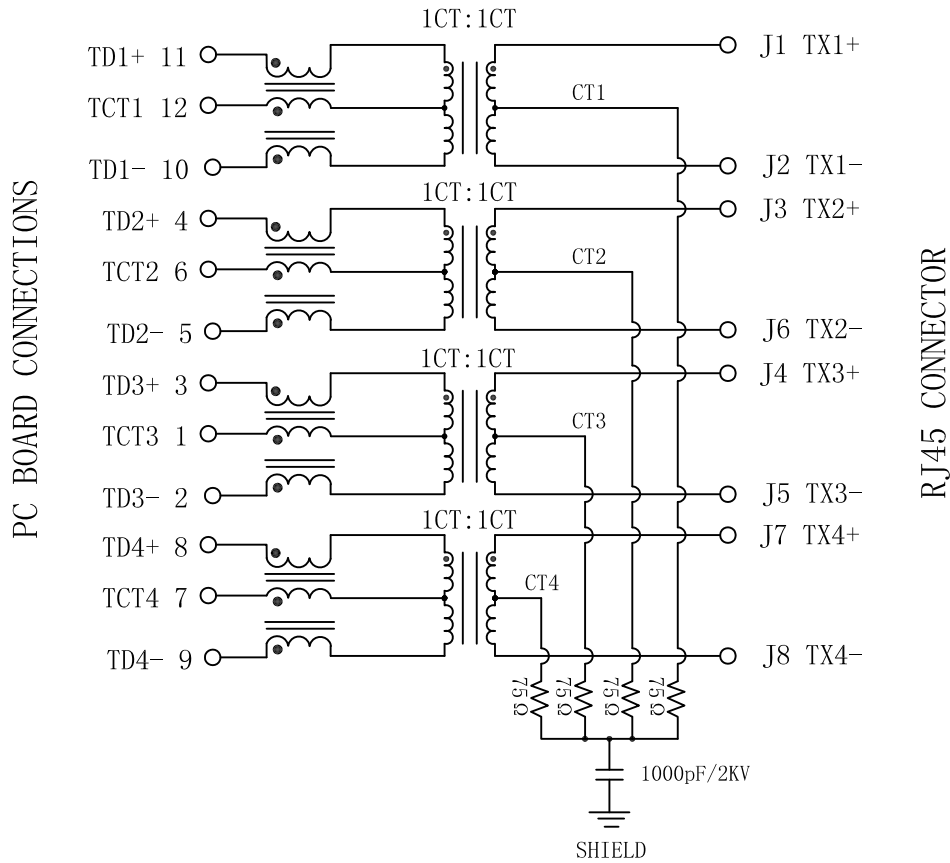 1CT:1CT
TD1+ 11
J1 TX1+
TCT1 12
CT1
TD1- 10
J2 TX1-
1CT:1CT
TD2+ 4
J3 TX2+
TCT2 6
CT2
TD2- 5
J6 TX2-
1CT:1CT
TD3+ 3
J4 TX3+
TCT3 1
CT3
TD3- 2
J5 TX3-
1CT:1CT
TD4+ 8
J7 TX4+
TCT4 7
CT4
TD4- 9
J8 TX4-
75Ω
75Ω
75Ω
75Ω
1000pF/2KV
SHIELD
PC BOARD CONNECTIONS
RJ45 CONNECTOR